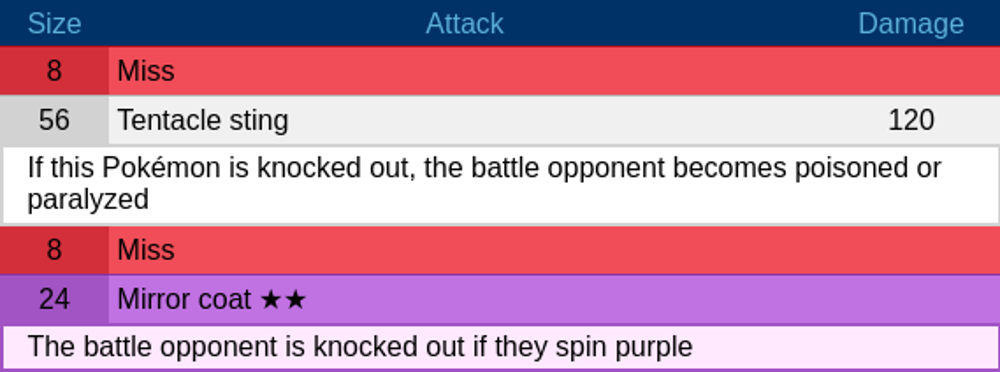 Size Attack Damage
8 Miss
56 Tentacle sting 120
If this Pokémon is knocked out, the battle opponent becomes poisoned or
paralyzed
8 Miss
24 Mirror coat ★★
The battle opponent is knocked out if they spin purple